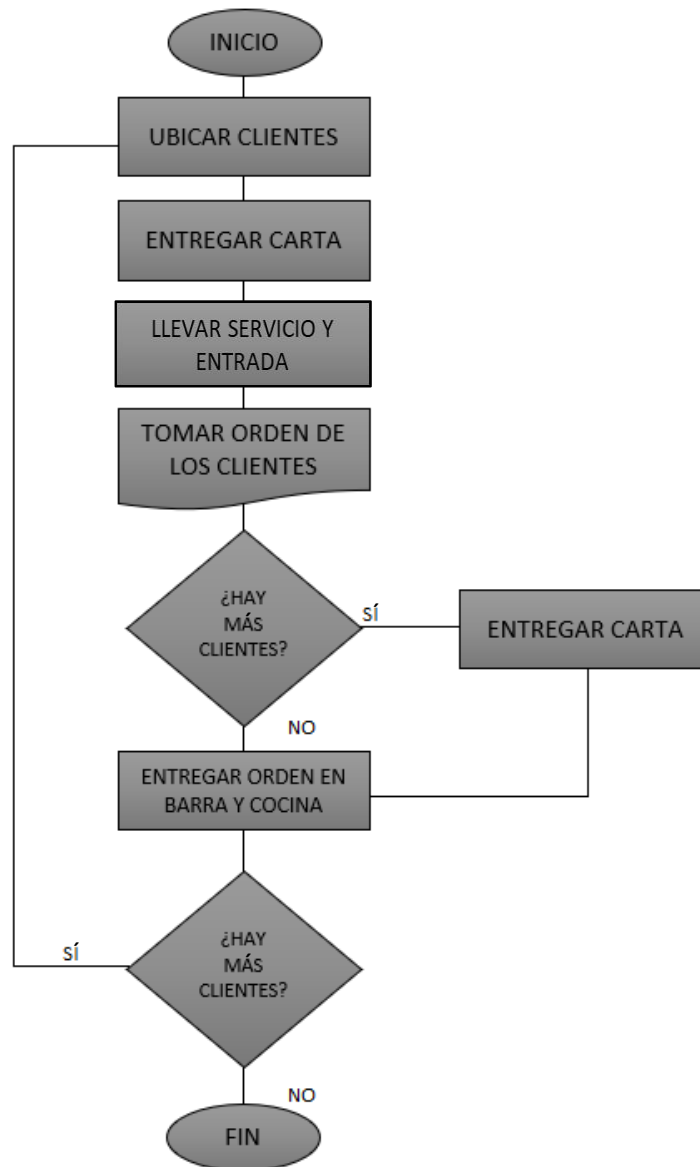 INICIO
UBICAR CLIENTES
ENTREGAR CARTA
LLEVAR SERVICIO Y
ENTRADA
TOMAR ORDEN DE
LOS CLIENTES
¿HAY
MÁS
CLIENTES?
SÍ
ENTREGAR CARTA
NO
ENTREGAR ORDEN EN
BARRA Y COCINA
¿HAY
MÁS
CLIENTES?
SÍ
NO
FIN